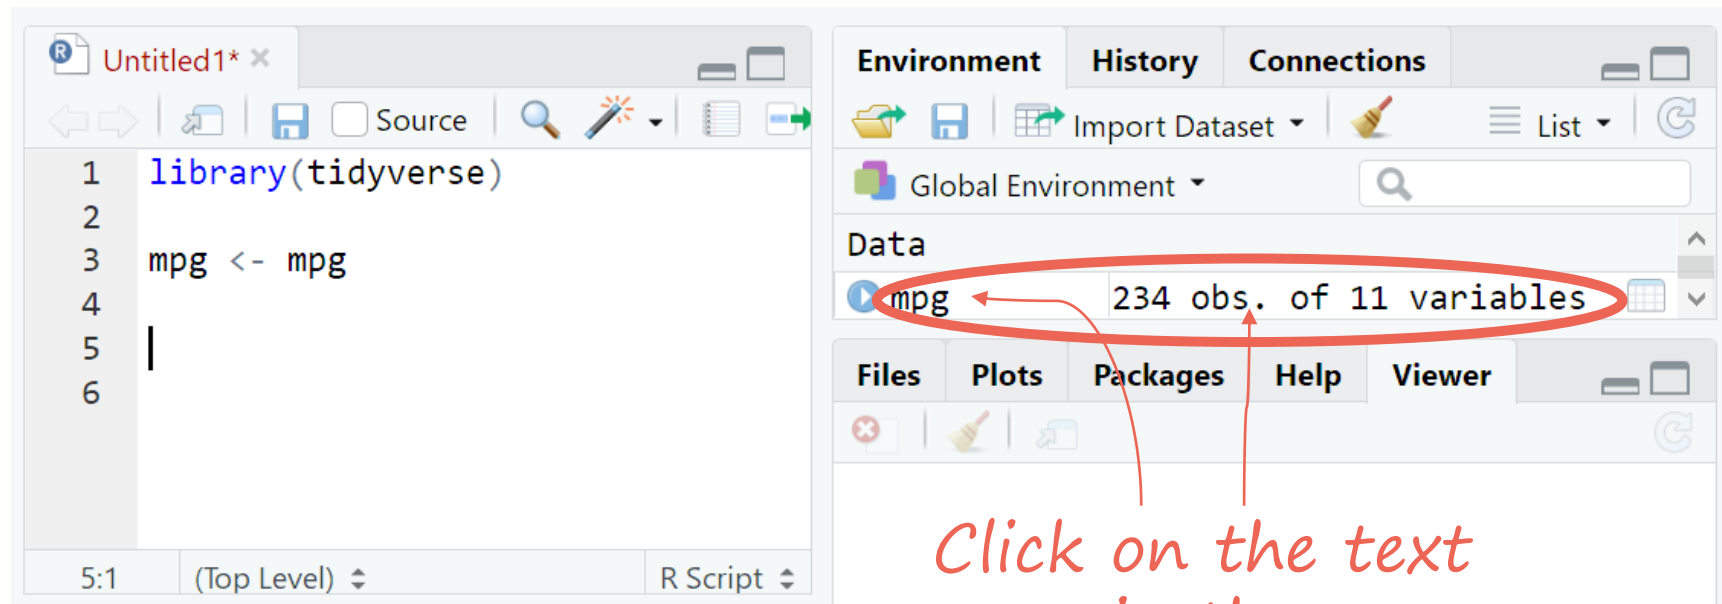 Untitled1*
Source
1 library(tidyverse)
2
3 mpg <- mpg
4
5
6
5:1 (Top Level) R Script
Environment History Connections
Import Dataset List
Global Environment
Data
mpg 234 obs. of 11 variables
Files Plots Packages Help Viewer
Click on the text